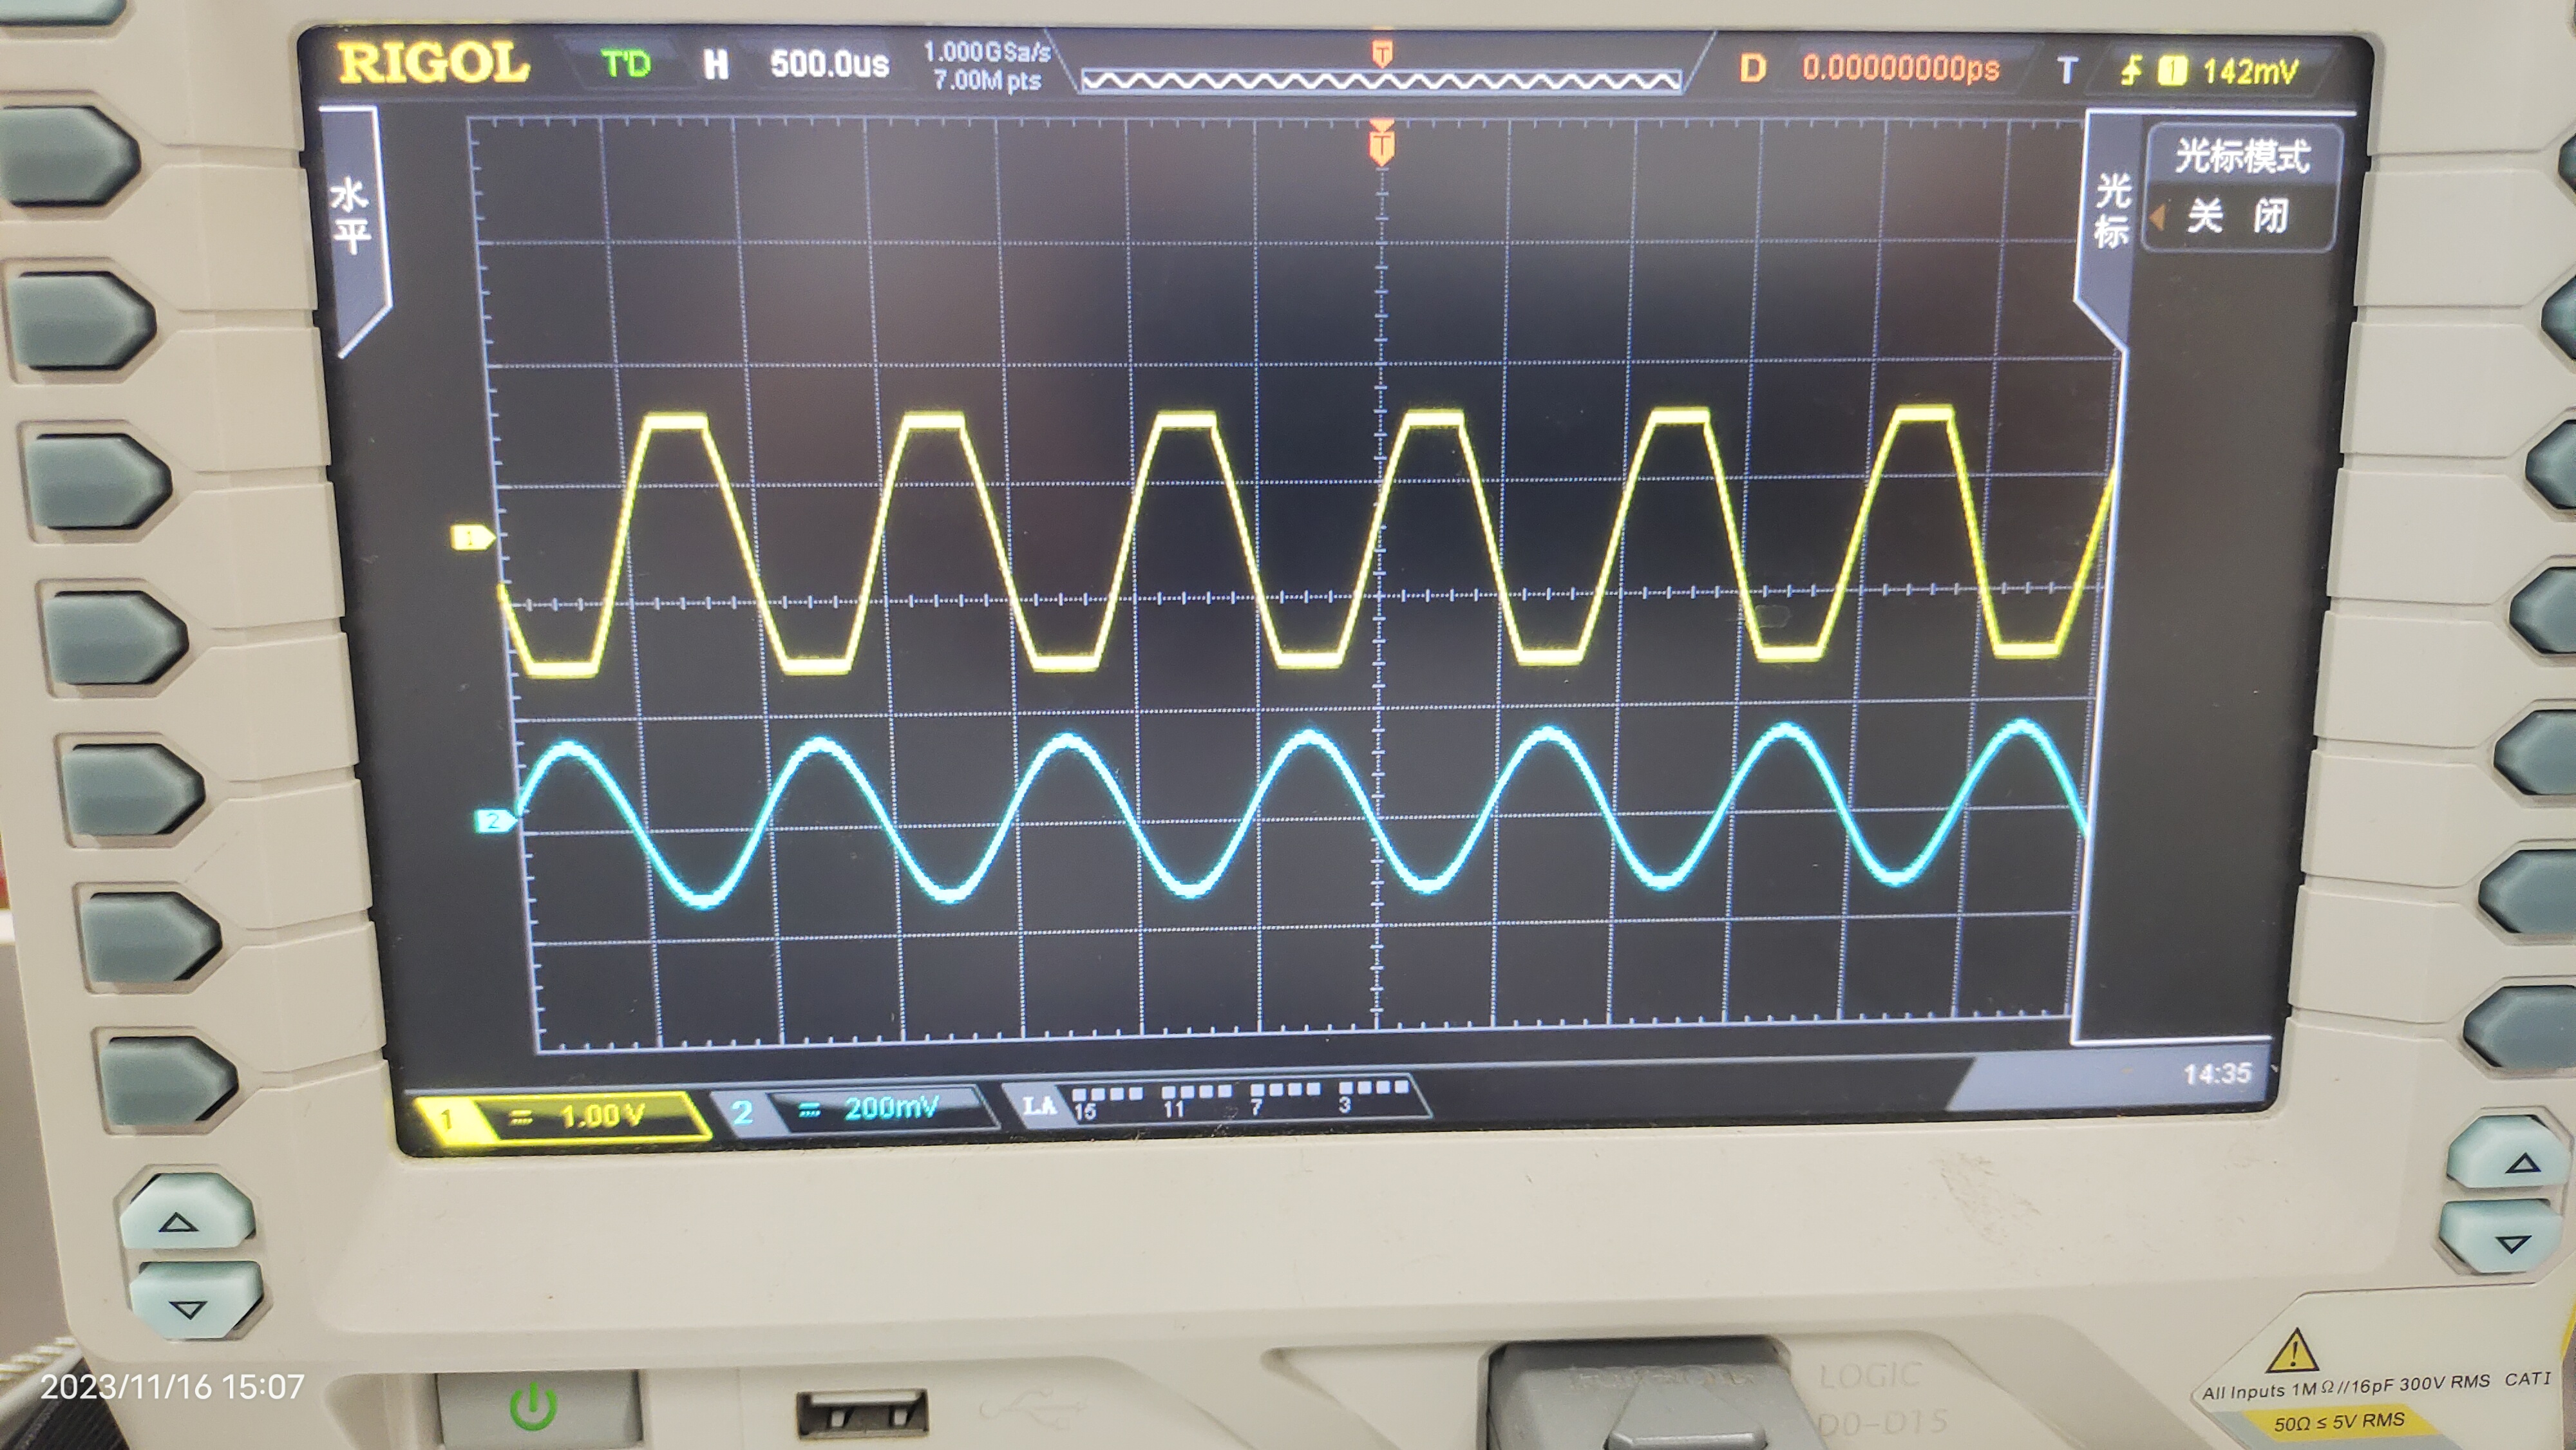 RIGOL T'D H 500.0us 1.000GSa/s D 0.00000000ps T 1 142mV
7.00M pts
T
T
水平
光标
光标模式
关 闭
1
2
14:35
1 1.00V 2 200mV LA 15 11 7 3
2023/11/16 15:07
LOGIC
D0-D15
All Inputs 1MΩ//16pF 300V RMS CATI
50Ω ≤ 5V RMS